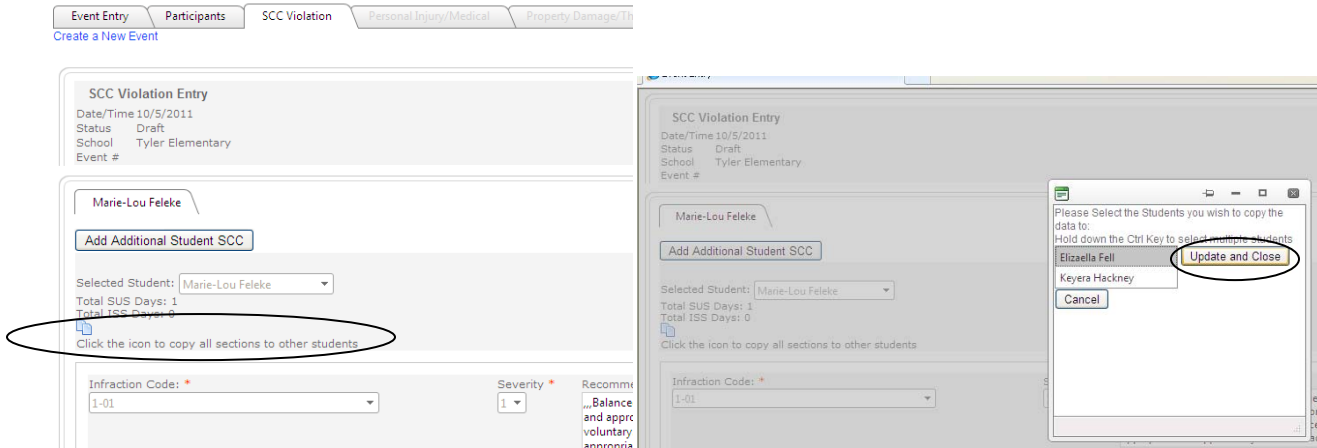 Event Entry
Participants
SCC Violation
Personal Injury/Medical
Property Damage/Th
Create a New Event
SCC Violation Entry
Date/Time 10/5/2011
Status Draft
School Tyler Elementary
Event #
Marie-Lou Feleke
Add Additional Student SCC
Selected Student: Marie-Lou Feleke
Total SUS Days: 1
Total ISS Days: 0
Click the icon to copy all sections to other students
Infraction Code: *
Severity *
Recomme
1-01
1
,,,Balance
and appro
voluntary
appropria
SCC Violation Entry
Date/Time 10/5/2011
Status Draft
School Tyler Elementary
Event #
Marie-Lou Feleke
Add Additional Student SCC
Selected Student: Marie-Lou Feleke
Total SUS Days: 1
Total ISS Days: 0
Click the icon to copy all sections to other students
Infraction Code: *
1-01
Please Select the Students you wish to copy the
data to:
Hold down the Ctrl Key to select multiple students
Elizaella Fell
Update and Close
Keyera Hackney
Cancel